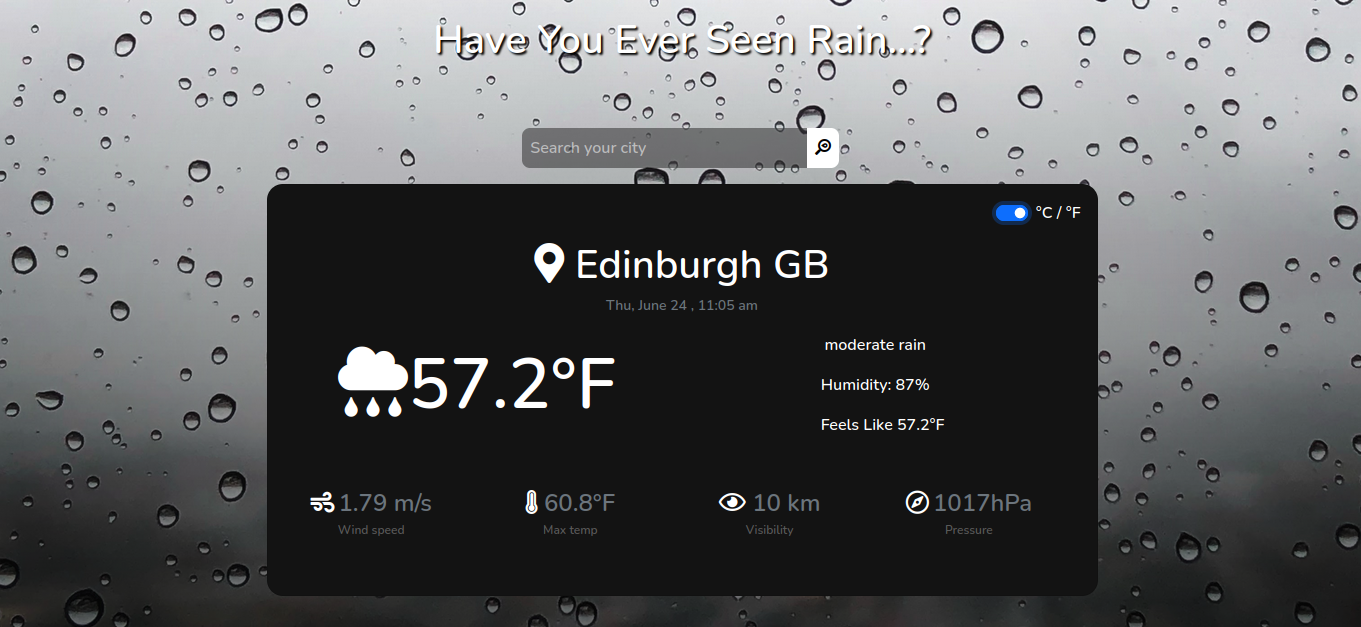 Have You Ever Seen Rain...?
Search your city
°C / °F
Edinburgh GB
Thu, June 24 , 11:05 am
57.2°F
moderate rain
Humidity: 87%
Feels Like 57.2°F
1.79 m/s
Wind speed
60.8°F
Max temp
10 km
Visibility
1017hPa
Pressure